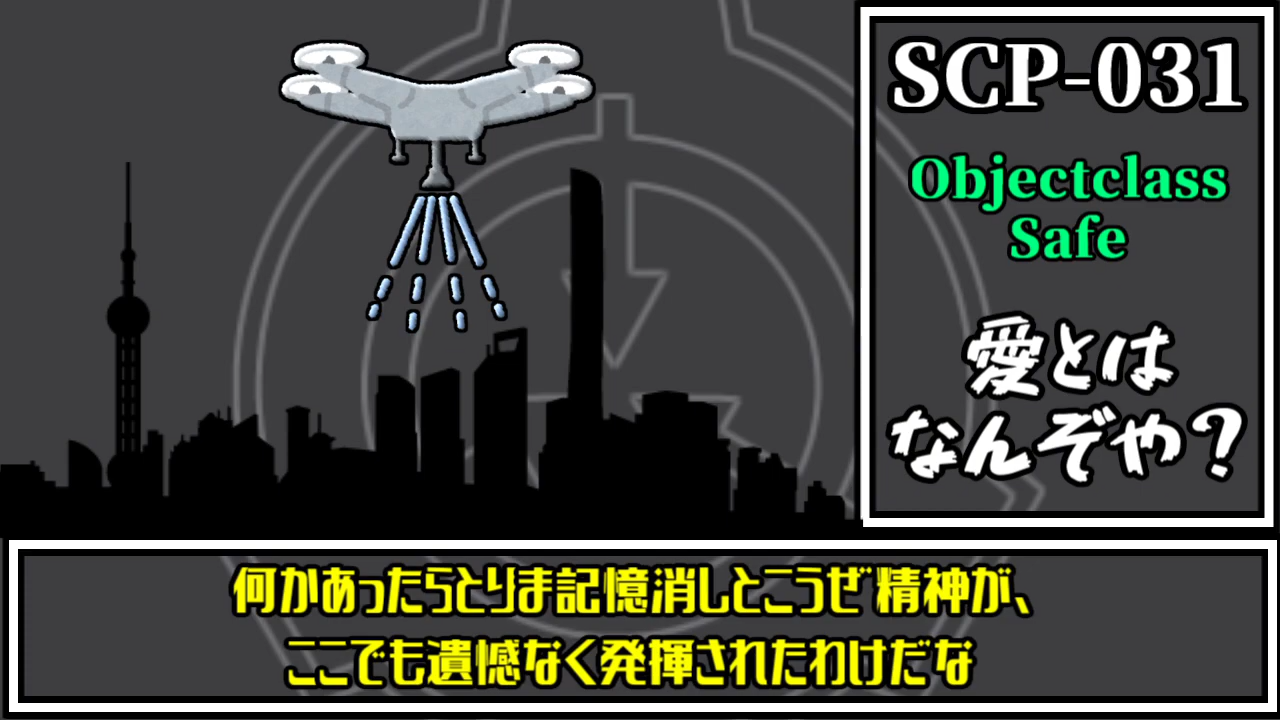 SCP-031
Objectclass
Safe
愛とは
なんぞや?
何かあったらとりま記憶消しとこうぜ精神が、
ここでも遺憾なく発揮されたわけだな